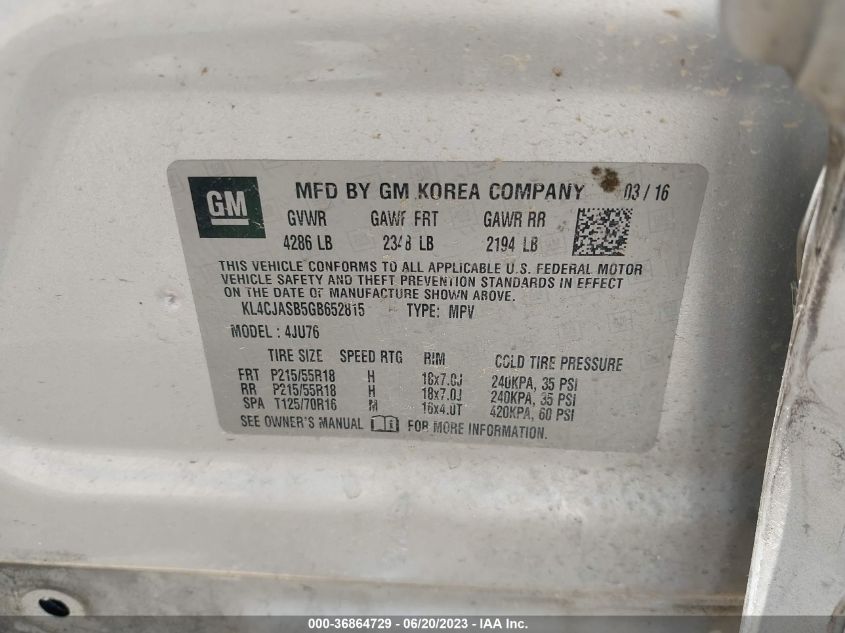 GM MFD BY GM KOREA COMPANY 03/16
GVWR GAWR FRT GAWR RR
4286 LB 2348 LB 2194 LB
THIS VEHICLE CONFORMS TO ALL APPLICABLE U.S. FEDERAL MOTOR
VEHICLE SAFETY AND THEFT PREVENTION STANDARDS IN EFFECT
ON THE DATE OF MANUFACTURE SHOWN ABOVE.
KL4CJASB5GB652815 TYPE: MPV
MODEL: 4JU76
TIRE SIZE SPEED RTG RIM COLD TIRE PRESSURE
FRT P215/55R18 H 18x7.0J 240KPA, 35 PSI
RR P215/55R18 H 18x7.0J 240KPA, 35 PSI
SPA T125/70R16 M 16x4.0T 420KPA, 60 PSI
SEE OWNER'S MANUAL FOR MORE INFORMATION.
000-36864729 - 06/20/2023 - IAA Inc.